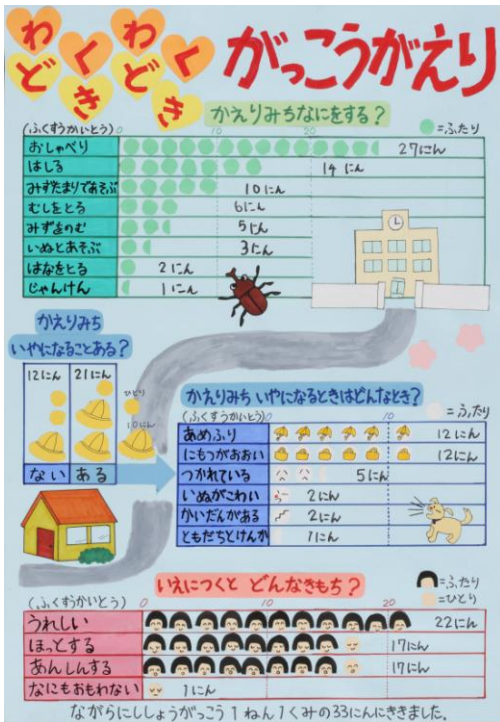 わくわく
どきどき
がっこうがえり
かえりみちなにをする?
(ふくすうかいとう) 0 10 20 =ふたり
おしゃべり 27にん
はしる 14にん
みずたまりであそぶ 10にん
むしをとる 6にん
みずをのむ 5にん
いぬとあそぶ 3にん
はなをとる 2にん
じゃんけん 1にん
かえりみち
いやになることある?
12にん 21にん
ひとり
10にん
ない ある
かえりみち いやになるときはどんなとき?
(ふくすうかいとう) 0 10 =ふたり
あめふり 12にん
にもつがおおい 12にん
つかれている 5にん
いぬがこわい 2にん
かいだんがある 2にん
ともだちとけんか 1にん
いえにつくと どんなきもち?
=ふたり
=ひとり
(ふくすうかいとう) 0 10 20
うれしい 22にん
ほっとする 17にん
あんしんする 17にん
なにもおもわない 1にん
ながらにししょうがっこう1ねん1くみの33にんにききました。